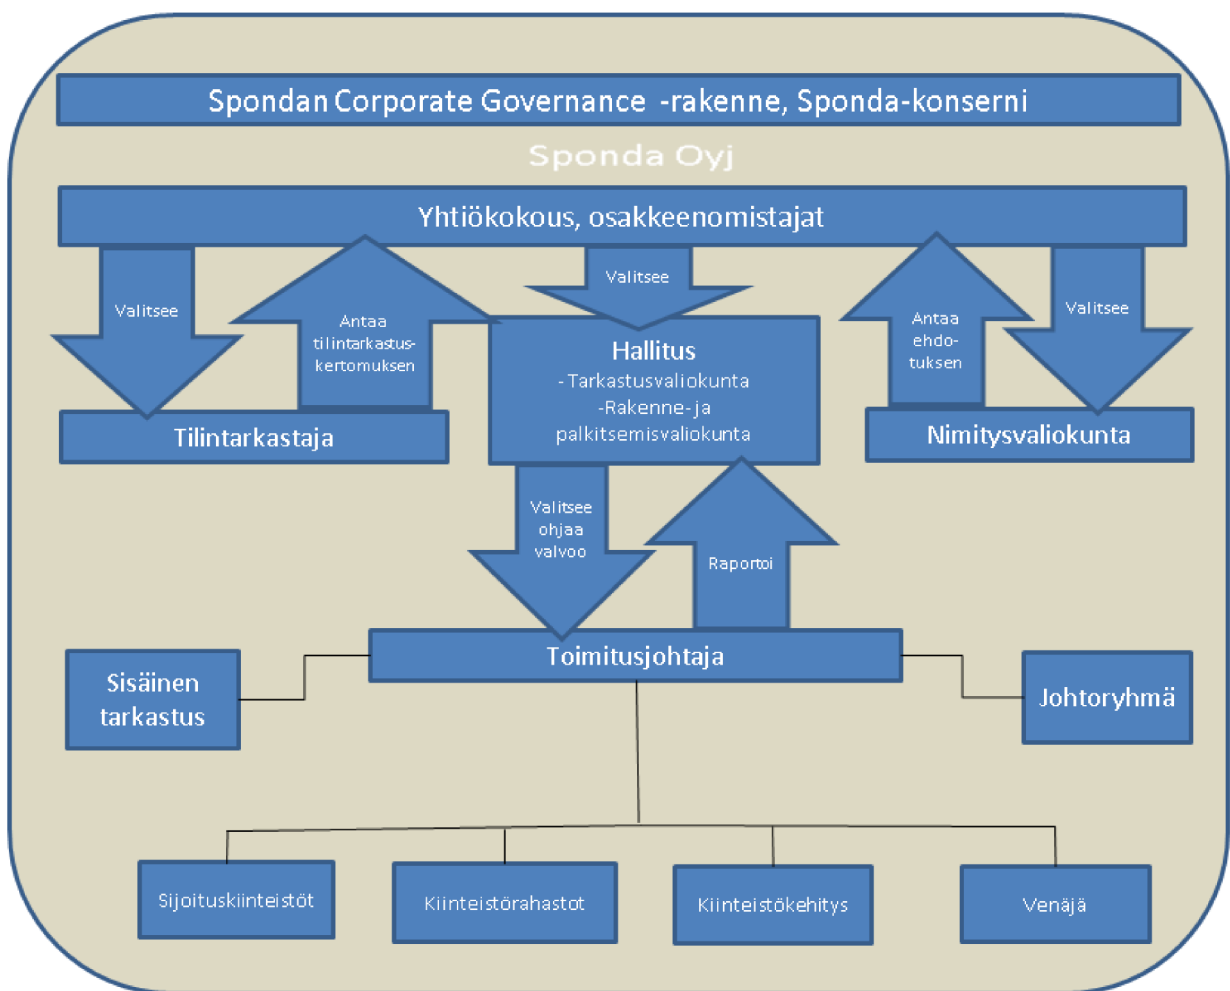 Spondan Corporate Governance -rakenne, Sponda-konserni
Sponda Oyj
Yhtiökokous, osakkeenomistajat
Valitsee
Antaa
tilintarkastus-
kertomuksen
Valitsee
Antaa
ehdo-
tuksen
Valitsee
Tilintarkastaja
Hallitus
- Tarkastusvaliokunta
-Rakenne- ja
palkitsemisvaliokunta
Nimitysvaliokunta
Valitsee
ohjaa
valvoo
Raportoi
Toimitusjohtaja
Sisäinen
tarkastus
Johtoryhmä
Sijoituskiinteistöt
Kiinteistörahastot
Kiinteistökehitys
Venäjä